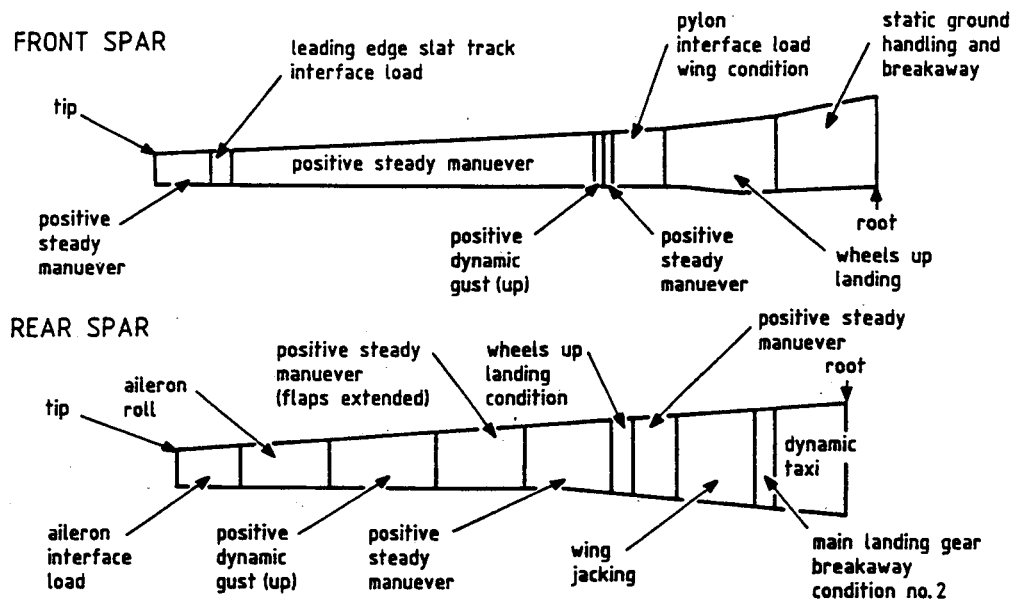 FRONT SPAR
leading edge slat track
interface load
pylon
interface load
wing condition
static ground
handling and
breakaway
tip
positive steady manuever
positive
steady
manuever
positive
dynamic
gust (up)
positive
steady
manuever
wheels up
landing
root
REAR SPAR
tip
aileron
roll
positive steady
manuever
(flaps extended)
wheels up
landing
condition
positive steady
manuever
root
dynamic
taxi
aileron
interface
load
positive
dynamic
gust (up)
positive
steady
manuever
wing
jacking
main landing gear
breakaway
condition no. 2